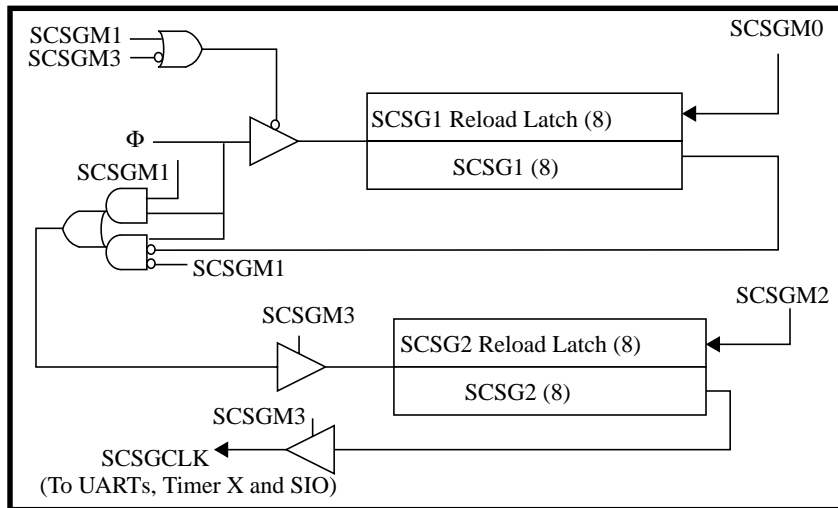 SCSGM1
SCSGM3
SCSGM0
SCSG1 Reload Latch (8)
Φ
SCSG1 (8)
SCSGM1
SCSGM1
SCSGM2
SCSGM3
SCSG2 Reload Latch (8)
SCSG2 (8)
SCSGM3
SCSGCLK
(To UARTs, Timer X and SIO)